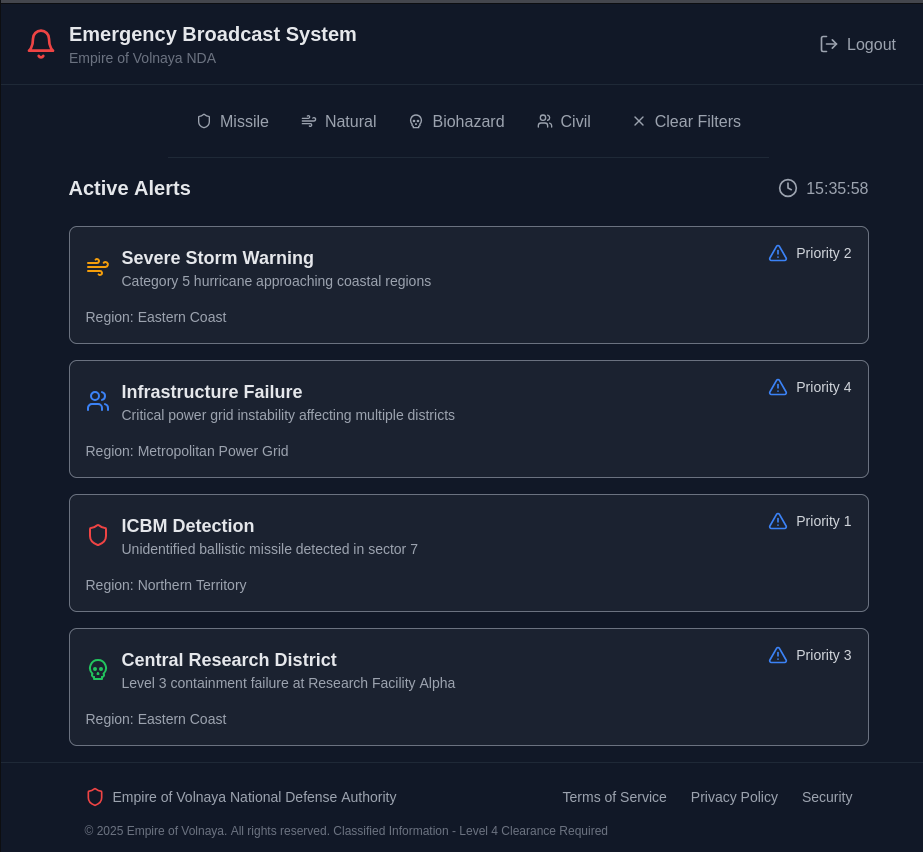 Emergency Broadcast System
Empire of Volnaya NDA
Logout
Missile Natural Biohazard Civil Clear Filters
Active Alerts
15:35:58
Severe Storm Warning
Priority 2
Category 5 hurricane approaching coastal regions
Region: Eastern Coast
Infrastructure Failure
Priority 4
Critical power grid instability affecting multiple districts
Region: Metropolitan Power Grid
ICBM Detection
Priority 1
Unidentified ballistic missile detected in sector 7
Region: Northern Territory
Central Research District
Priority 3
Level 3 containment failure at Research Facility Alpha
Region: Eastern Coast
Empire of Volnaya National Defense Authority
Terms of Service Privacy Policy Security
© 2025 Empire of Volnaya. All rights reserved. Classified Information - Level 4 Clearance Required